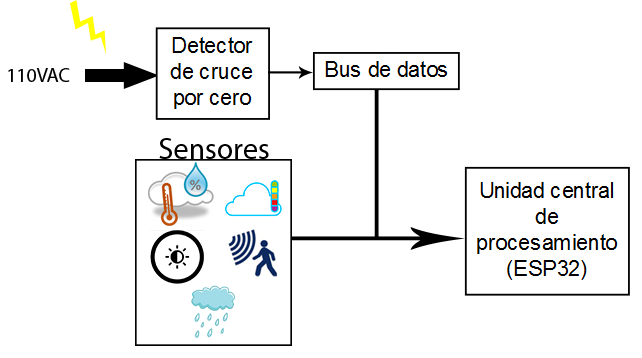 110VAC
Detector
de cruce
por cero
Bus de datos
Sensores
%
Unidad central
de
procesamiento
(ESP32)